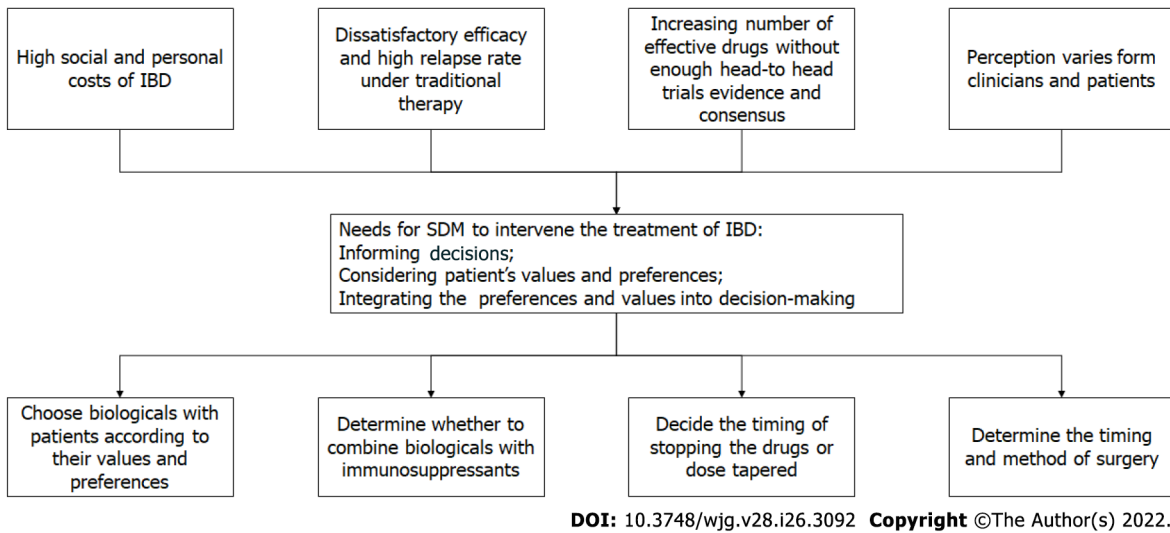 High social and personal
costs of IBD
Dissatisfactory efficacy
and high relapse rate
under traditional
therapy
Increasing number of
effective drugs without
enough head-to head
trials evidence and
consensus
Perception varies form
clinicians and patients
Needs for SDM to intervene the treatment of IBD:
Informing decisions;
Considering patient’s values and preferences;
Integrating the preferences and values into decision-making
Choose biologicals with
patients according to
their values and
preferences
Determine whether to
combine biologicals with
immunosuppressants
Decide the timing of
stopping the drugs or
dose tapered
Determine the timing
and method of surgery
DOI: 10.3748/wjg.v28.i26.3092 Copyright ©The Author(s) 2022.